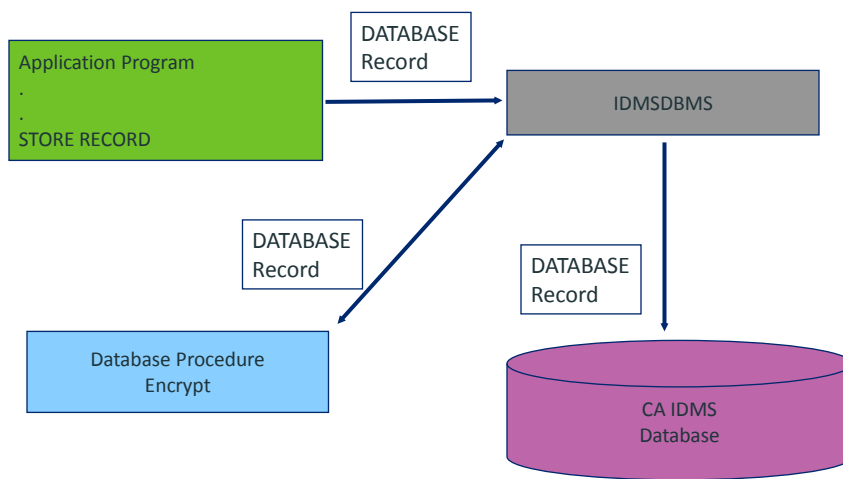 Application Program
.
.
STORE RECORD
DATABASE
Record
IDMSDBMS
DATABASE
Record
DATABASE
Record
Database Procedure
Encrypt
CA IDMS
Database